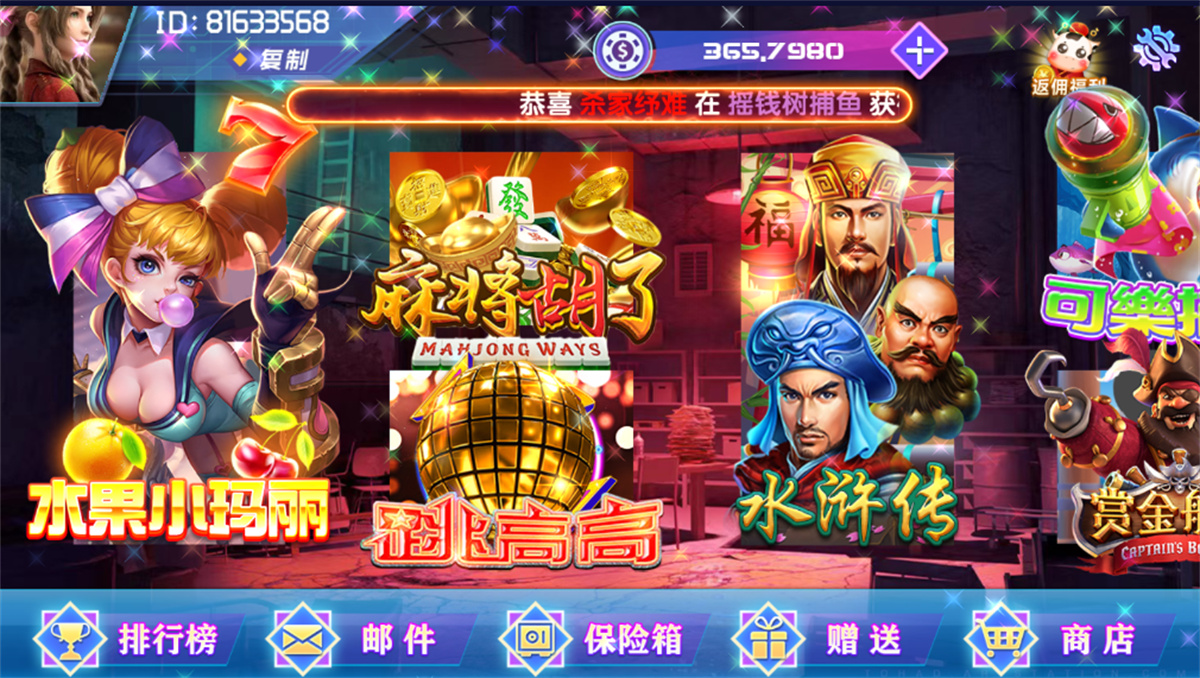 ID: 81633568
复制
365,7980
返佣福利
恭喜 杀家纾难 在 摇钱树捕鱼 获
7
發
福
麻将胡了
MAHJONG WAYS
可樂
水果小玛丽
跳高高
水浒传
赏金船
CAPTAIN'S B
排行榜
邮件
保险箱
赠送
商店